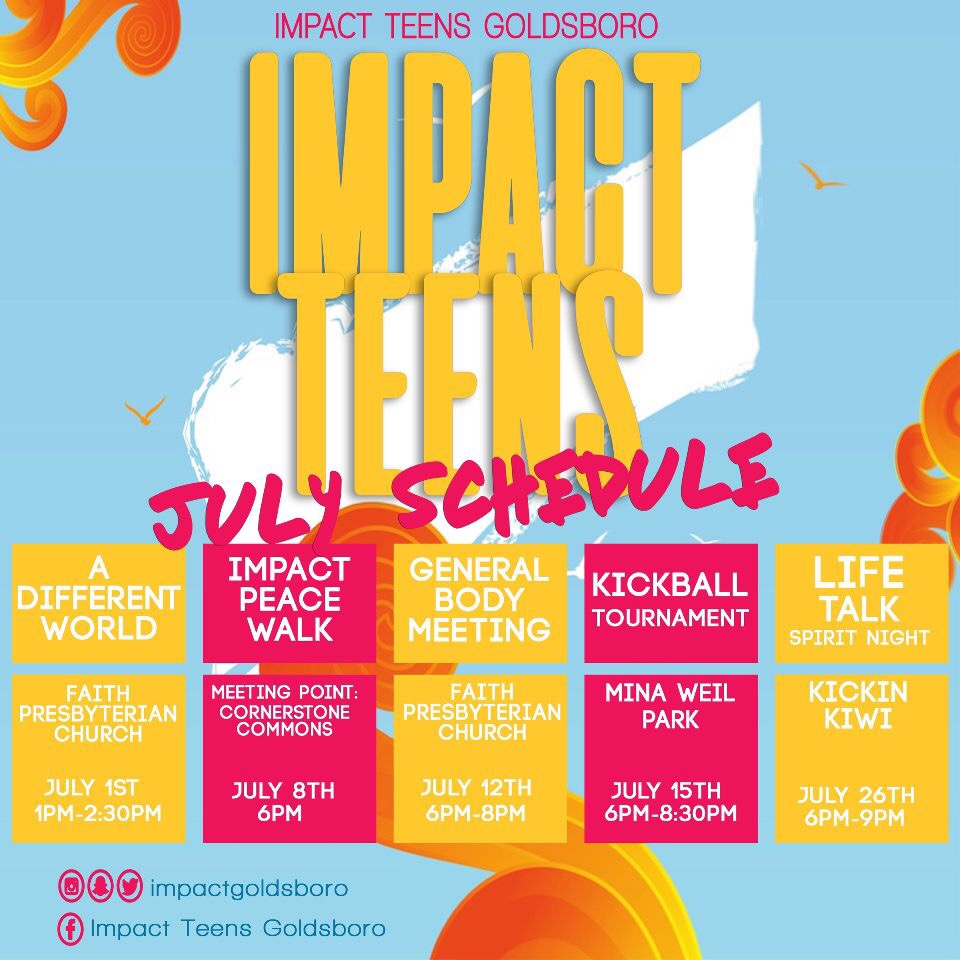 IMPACT TEENS GOLDSBORO
IMPACT
TEENS
JULY SCHEDULE
A
DIFFERENT
WORLD
FAITH
PRESBYTERIAN
CHURCH
JULY 1ST
1PM-2:30PM
IMPACT
PEACE
WALK
MEETING POINT:
CORNERSTONE
COMMONS
JULY 8TH
6PM
GENERAL
BODY
MEETING
FAITH
PRESBYTERIAN
CHURCH
JULY 12TH
6PM-8PM
KICKBALL
TOURNAMENT
MINA WEIL
PARK
JULY 15TH
6PM-8:30PM
LIFE
TALK
SPIRIT NIGHT
KICKIN
KIWI
JULY 26TH
6PM-9PM
impactgoldsboro
Impact Teens Goldsboro